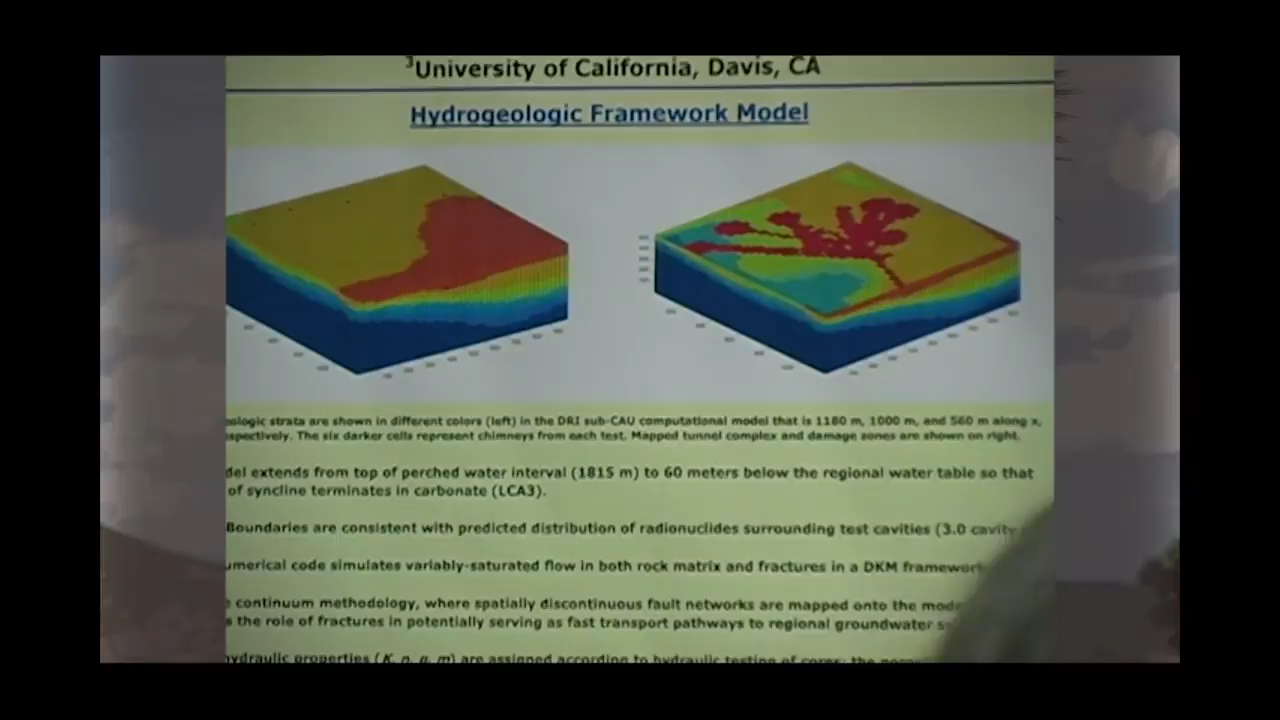 ³University of California, Davis, CA
Hydrogeologic Framework Model
strata are shown in different colors (left) in the DRI sub-CAU computational model that is 1180 m, 1000 m, and 560 m along x,
The six darker cells represent chimneys from each test. Mapped tunnel complex and damage zones are shown on right.
extends from top of perched water interval (1815 m) to 60 meters below the regional water table so that
of syncline terminates in carbonate (LCA3).
Boundaries are consistent with predicted distribution of radionuclides surrounding test cavities (3.0 cavity
code simulates variably-saturated flow in both rock matrix and fractures in a DKM framework
continuum methodology, where spatially discontinuous fault networks are mapped onto the
the role of fractures in potentially serving as fast transport pathways to regional groundwater
hydraulic properties (K, n, α, m) are assigned according to hydraulic testing of cores; the